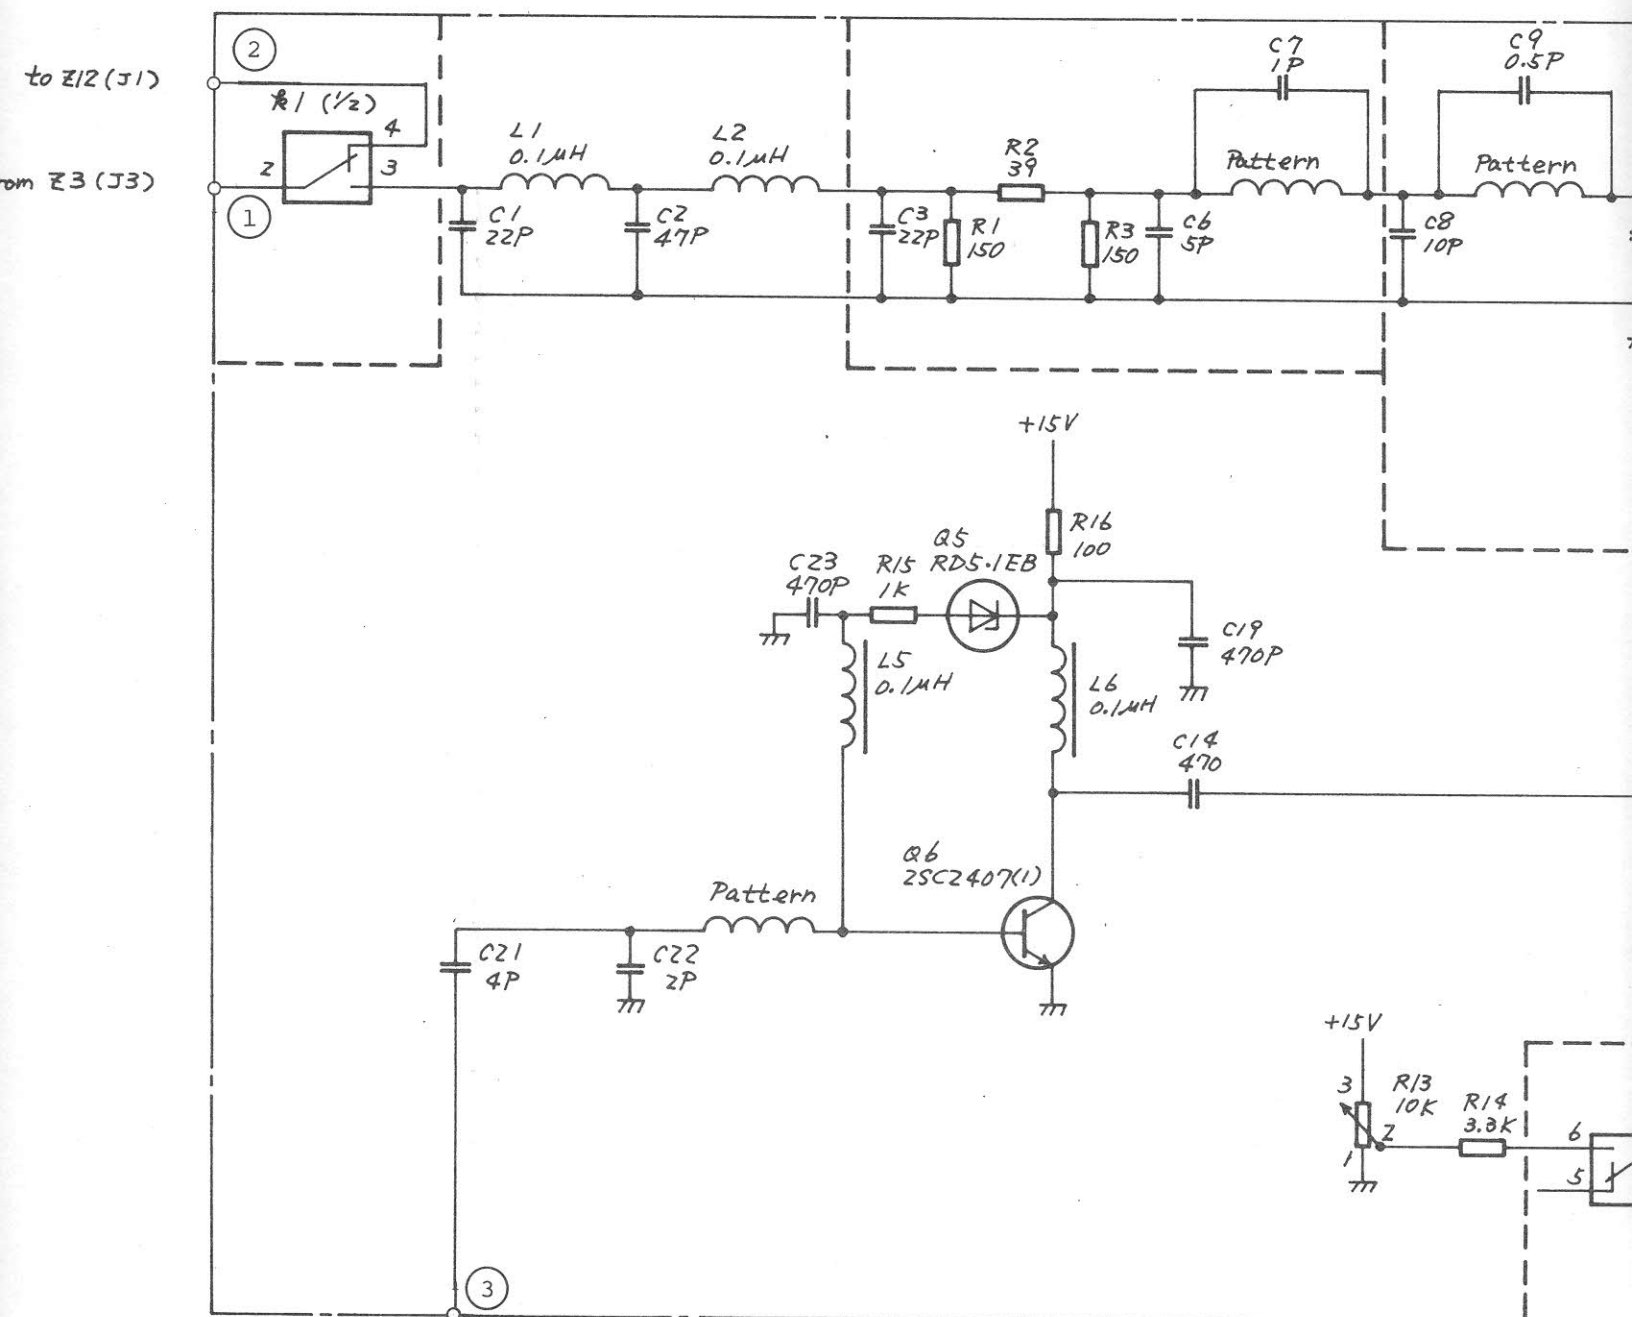 2
to Z12 (J1)
k1 (1/2)
4
2
3
rom Z3 (J3)
1
L1
0.1μH
L2
0.1μH
C1
22P
C2
47P
C3
22P
R1
150
R2
39
R3
150
C6
5P
C7
1P
Pattern
C8
10P
C9
0.5P
Pattern
+15V
R16
100
Q5
RD5.1EB
R15
1K
C23
470P
L5
0.1μH
L6
0.1μH
C19
470P
C14
470
Q6
2SC2407(1)
Pattern
C21
4P
C22
2P
+15V
3
R13
10K
2
1
R14
3.3K
6
5
3